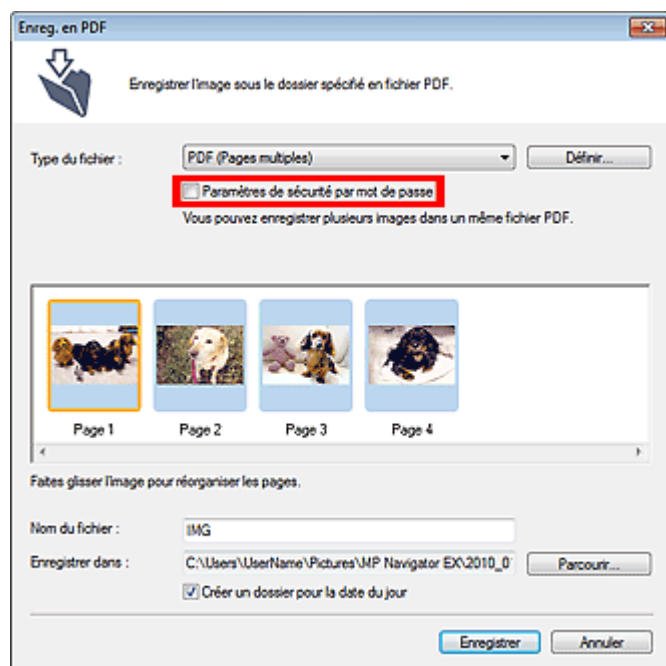 Enreg. en PDF
Enregistrer l'image sous le dossier spécifié en fichier PDF.
Type du fichier :
PDF (Pages multiples)
Définir...
Paramètres de sécurité par mot de passe
Vous pouvez enregistrer plusieurs images dans un même fichier PDF.
Page 1 Page 2 Page 3 Page 4
Faites glisser l'image pour réorganiser les pages.
Nom du fichier :
IMG
Enregistrer dans :
C:\Users\UserName\Pictures\MP Navigator EX\2010_0
Parcourir...
Créer un dossier pour la date du jour
Enregistrer
Annuler